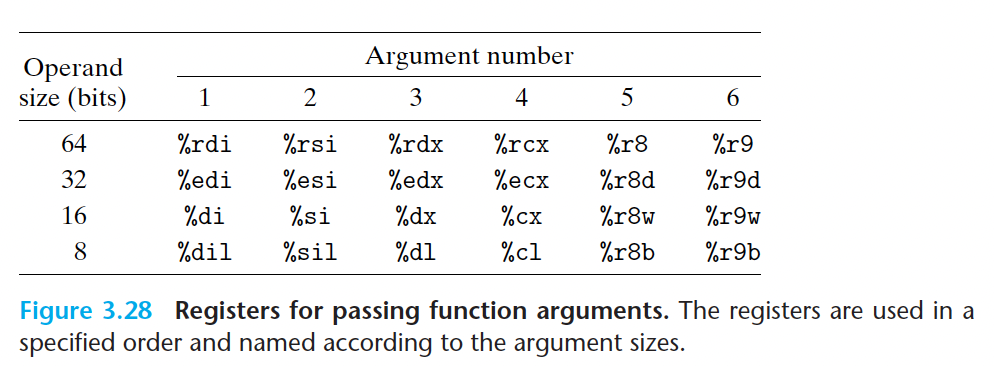 Argument number
Operand
size (bits) 1 2 3 4 5 6
64 %rdi %rsi %rdx %rcx %r8 %r9
32 %edi %esi %edx %ecx %r8d %r9d
16 %di %si %dx %cx %r8w %r9w
8 %dil %sil %dl %cl %r8b %r9b
Figure 3.28 Registers for passing function arguments. The registers are used in a
specified order and named according to the argument sizes.